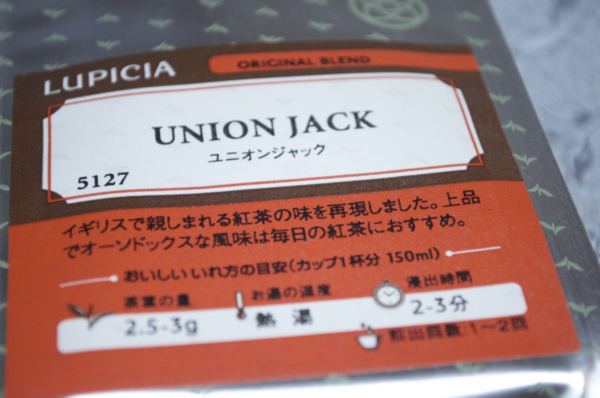 LUPICIA
ORIGINAL BLEND
UNION JACK
ユニオンジャック
5127
イギリスで親しまれる紅茶の味を再現しました。上品
でオーソドックスな風味は毎日の紅茶におすすめ。
おいしいいれ方の目安(カップ1杯分 150ml)
茶葉の量 お湯の温度 浸出時間
2.5-3g 熱湯 2-3分
抽出回数:1〜2回